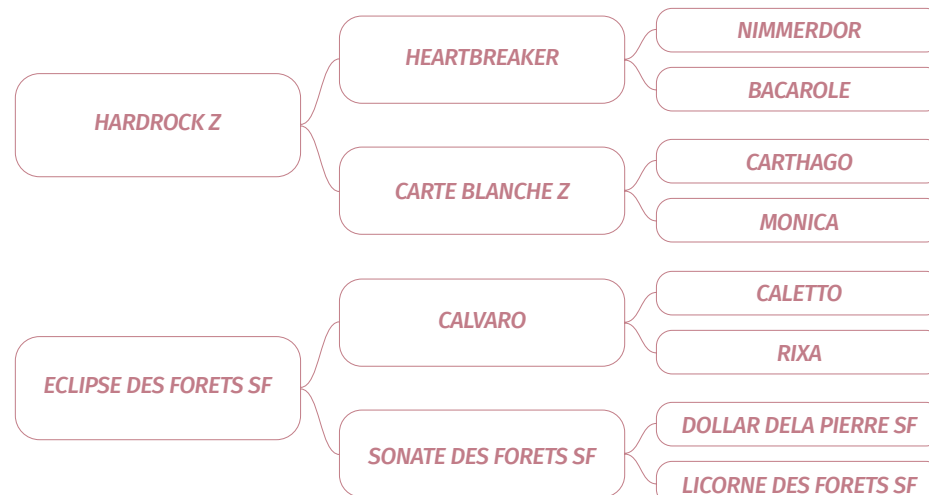 NIMMERDOR
HEARTBREAKER
BACAROLE
HARDROCK Z
CARTHAGO
CARTE BLANCHE Z
MONICA
CALETTO
CALVARO
RIXA
ECLIPSE DES FORETS SF
DOLLAR DELA PIERRE SF
SONATE DES FORETS SF
LICORNE DES FORETS SF